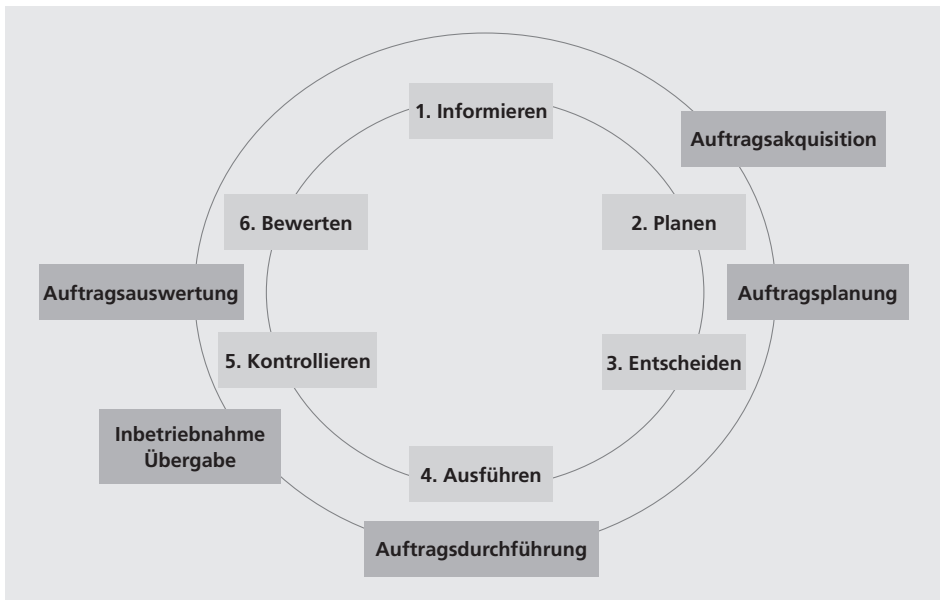 1. Informieren
Auftragsakquisition
6. Bewerten
2. Planen
Auftragsauswertung
Auftragsplanung
5. Kontrollieren
3. Entscheiden
Inbetriebnahme
Übergabe
4. Ausführen
Auftragsdurchführung